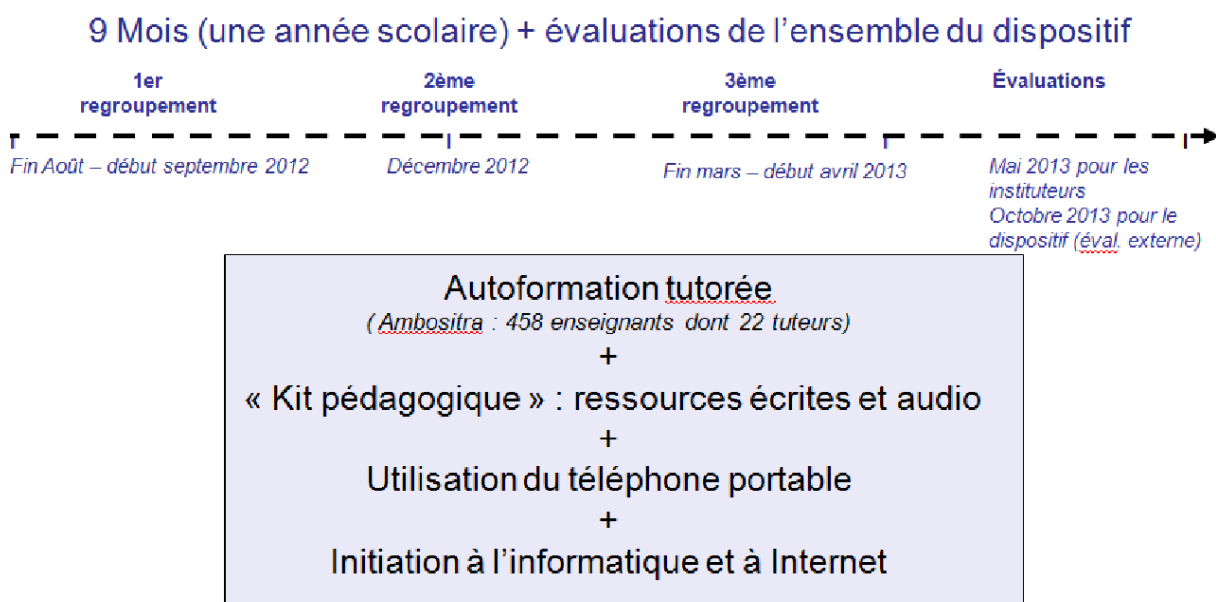 9 Mois (une année scolaire) + évaluations de l'ensemble du dispositif
1er
regroupement
2ème
regroupement
3ème
regroupement
Évaluations
Fin Août – début septembre 2012
Décembre 2012
Fin mars – début avril 2013
Mai 2013 pour les
instituteurs
Octobre 2013 pour le
dispositif (éval. externe)
Autoformation tutorée
( Ambositra : 458 enseignants dont 22 tuteurs)
+
« Kit pédagogique » : ressources écrites et audio
+
Utilisation du téléphone portable
+
Initiation à l'informatique et à Internet